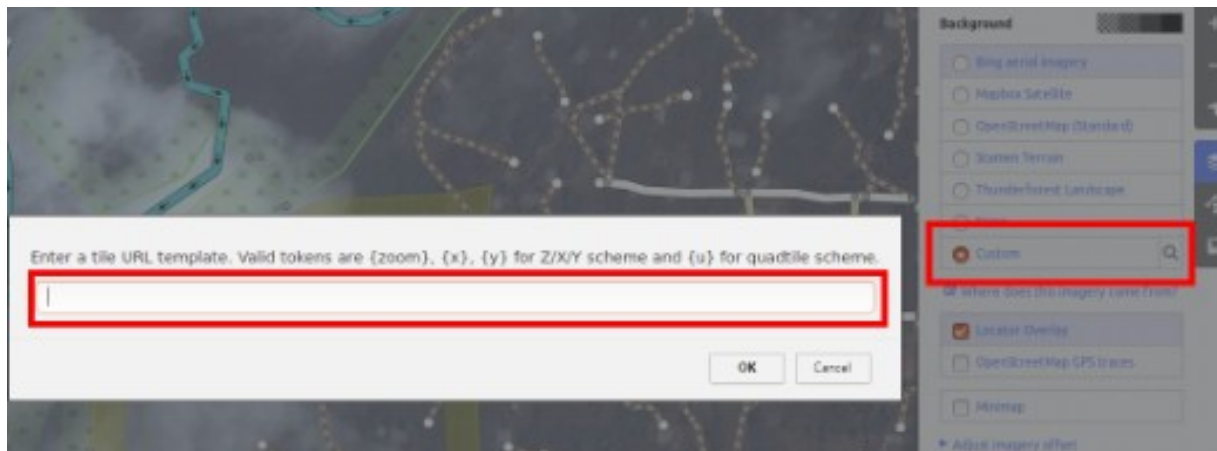 Background
Bing aerial imagery
Mapbox Satellite
OpenStreetMap (Standard)
Stamen Terrain
Thunderforest Landscape
None
Enter a tile URL template. Valid tokens are {zoom}, {x}, {y} for Z/X/Y scheme and {u} for quadtile scheme.
Custom
Where does this imagery come from?
Locator Overlay
OpenStreetMap GPS traces
OK
Cancel
Minimap
Adjust imagery offset